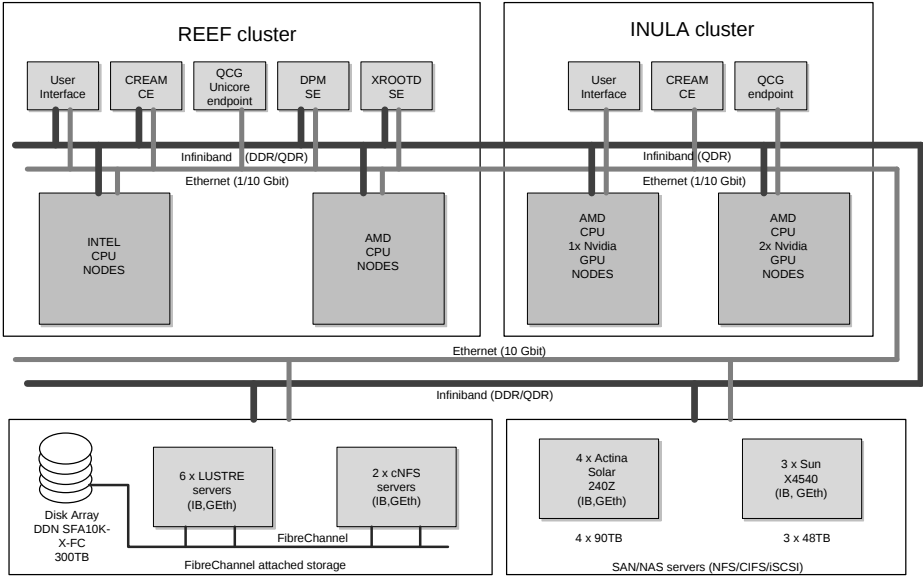 REEF cluster
INULA cluster
User
Interface
CREAM
CE
QCG
Unicore
endpoint
DPM
SE
XROOTD
SE
User
Interface
CREAM
CE
QCG
endpoint
Infiniband (DDR/QDR)
Infiniband (QDR)
Ethernet (1/10 Gbit)
Ethernet (1/10 Gbit)
INTEL
CPU
NODES
AMD
CPU
NODES
AMD
CPU
1x Nvidia
GPU
NODES
AMD
CPU
2x Nvidia
GPU
NODES
Ethernet (10 Gbit)
Infiniband (DDR/QDR)
Disk Array
DDN SFA10K-
X-FC
300TB
6 x LUSTRE
servers
(IB,GEth)
2 x cNFS
servers
(IB,GEth)
FibreChannel
FibreChannel attached storage
4 x Actina
Solar
240Z
(IB,GEth)
3 x Sun
X4540
(IB, GEth)
4 x 90TB
3 x 48TB
SAN/NAS servers (NFS/CIFS/iSCSI)